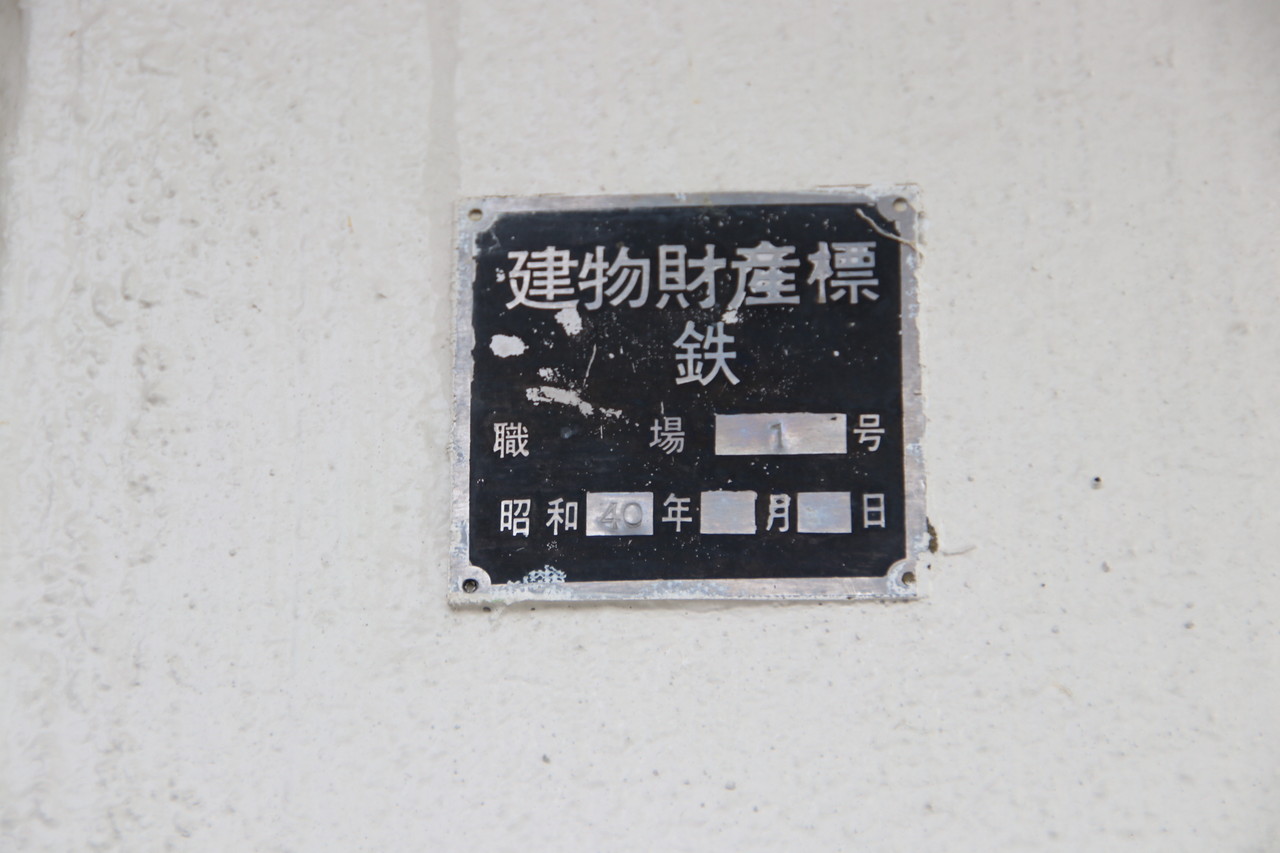 建物財産標
鉄
職 場 1 号
昭和 40 年 月 日